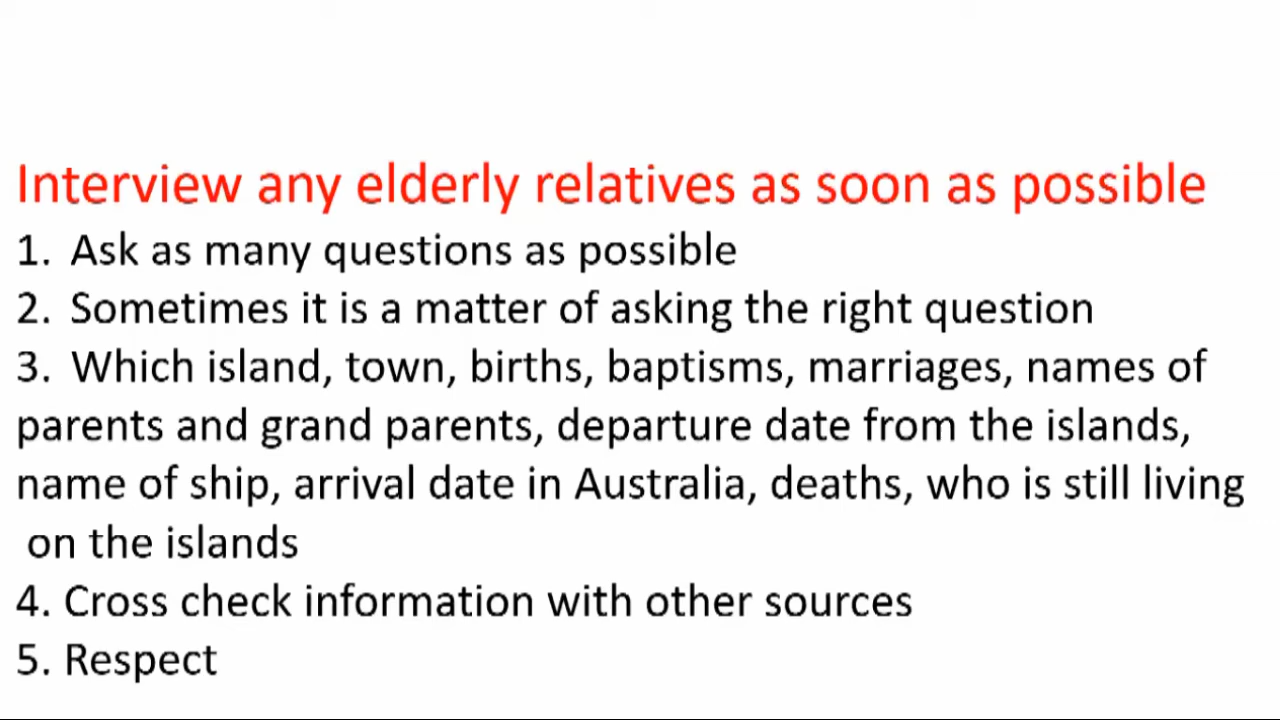 Interview any elderly relatives as soon as possible
1. Ask as many questions as possible
2. Sometimes it is a matter of asking the right question
3. Which island, town, births, baptisms, marriages, names of
parents and grand parents, departure date from the islands,
name of ship, arrival date in Australia, deaths, who is still living
on the islands
4. Cross check information with other sources
5. Respect